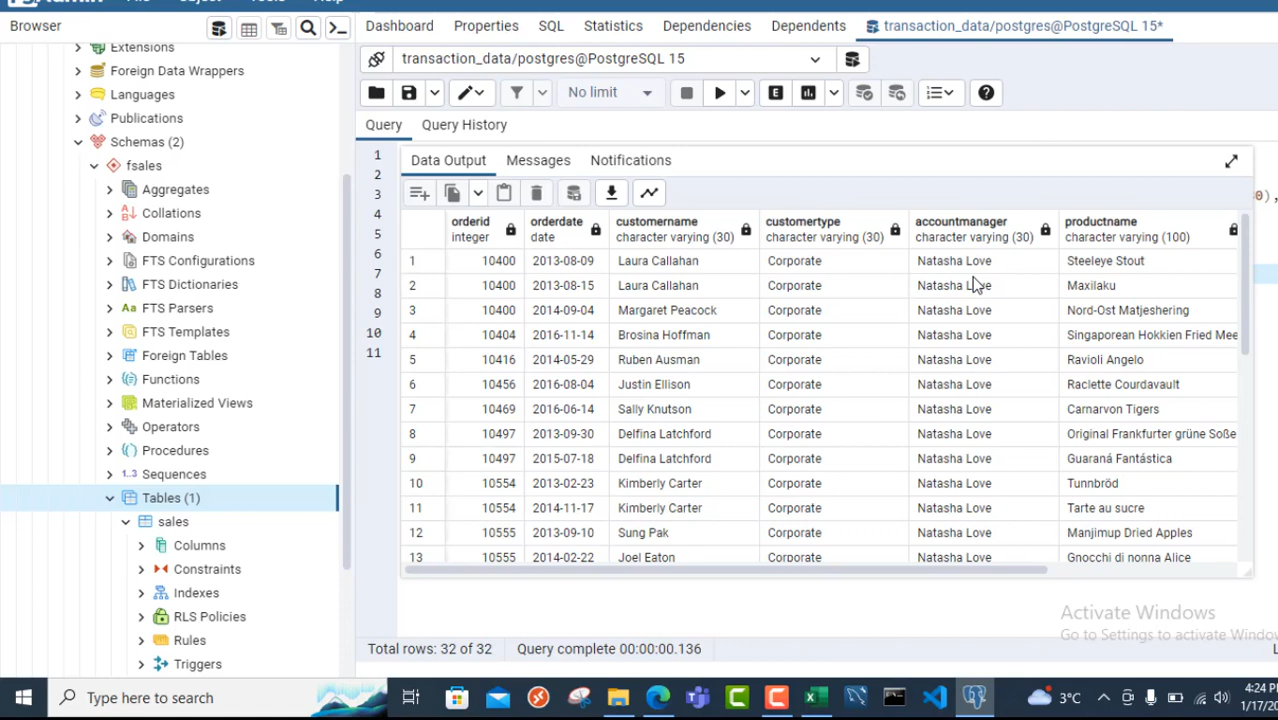 Browser
Dashboard Properties SQL Statistics Dependencies Dependents transaction_data/postgres@PostgreSQL 15*
Extensions
Foreign Data Wrappers
Languages
Publications
Schemas (2)
fsales
Aggregates
Collations
Domains
FTS Configurations
FTS Dictionaries
FTS Parsers
FTS Templates
Foreign Tables
Functions
Materialized Views
Operators
Procedures
Sequences
Tables (1)
sales
Columns
Constraints
Indexes
RLS Policies
Rules
Triggers
transaction_data/postgres@PostgreSQL 15
No limit
Query Query History
1
2
3
4
5
6
7
8
9
10
11
Data Output Messages Notifications
orderid integer orderdate date customername character varying (30) customertype character varying (30) accountmanager character varying (30) productname character varying (100)
1 10400 2013-08-09 Laura Callahan Corporate Natasha Love Steeleye Stout
2 10400 2013-08-15 Laura Callahan Corporate Natasha Love Maxilaku
3 10400 2014-09-04 Margaret Peacock Corporate Natasha Love Nord-Ost Matjeshering
4 10404 2016-11-14 Brosina Hoffman Corporate Natasha Love Singaporean Hokkien Fried Mee
5 10416 2014-05-29 Ruben Ausman Corporate Natasha Love Ravioli Angelo
6 10456 2016-08-04 Justin Ellison Corporate Natasha Love Raclette Courdavault
7 10469 2016-06-14 Sally Knutson Corporate Natasha Love Carnarvon Tigers
8 10497 2013-09-30 Delfina Latchford Corporate Natasha Love Original Frankfurter grüne Soße
9 10497 2015-07-18 Delfina Latchford Corporate Natasha Love Guaraná Fantástica
10 10554 2013-02-23 Kimberly Carter Corporate Natasha Love Tunnbröd
11 10554 2014-11-17 Kimberly Carter Corporate Natasha Love Tarte au sucre
12 10555 2013-09-10 Sung Pak Corporate Natasha Love Manjimup Dried Apples
13 10555 2014-02-22 Joel Eaton Corporate Natasha Love Gnocchi di nonna Alice
Activate Windows
Go to Settings to activate Windo
Total rows: 32 of 32 Query complete 00:00:00.136
Type here to search
3°C
4:24 P
1/17/20